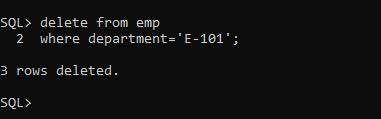 SQL> delete from emp
2 where department='E-101';
3 rows deleted.
SQL>